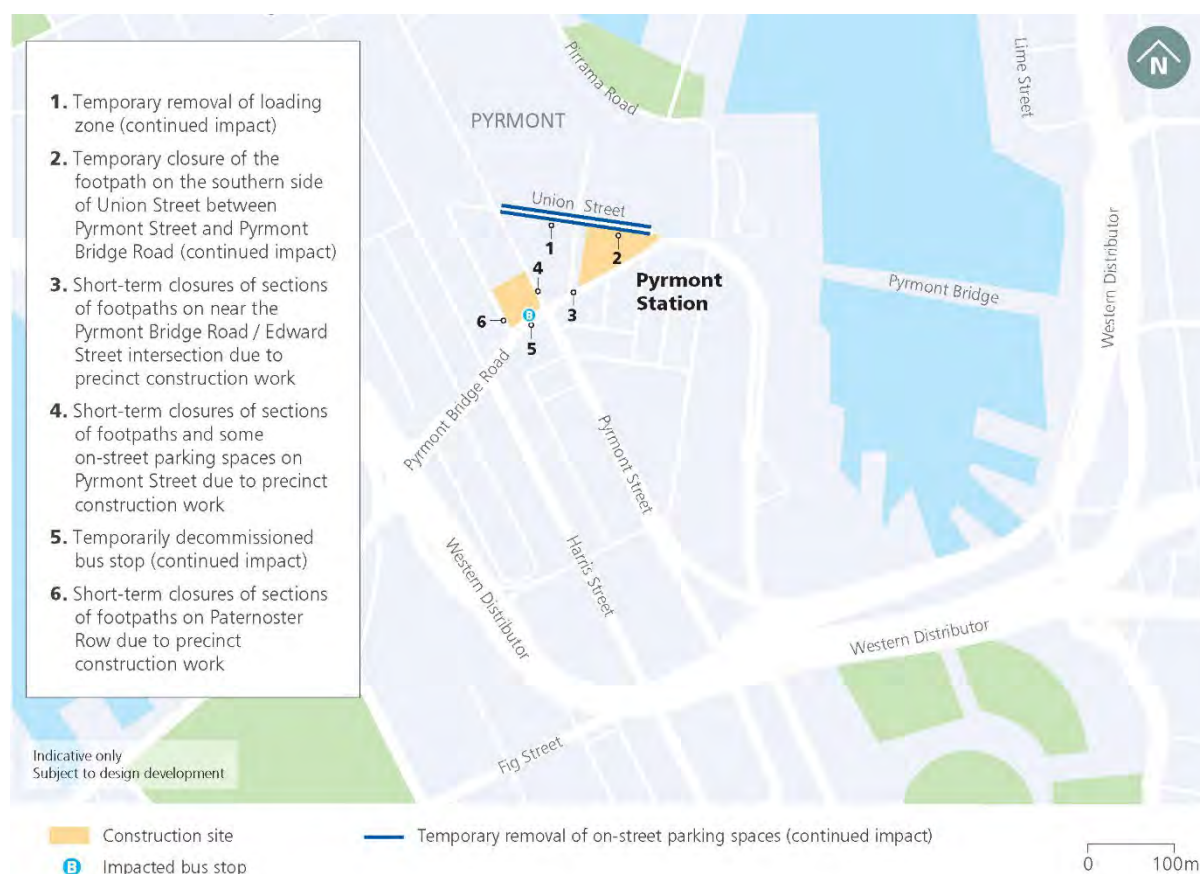 1. Temporary removal of loading
zone (continued impact)
2. Temporary closure of the
footpath on the southern side
of Union Street between
Pyrmont Street and Pyrmont
Bridge Road (continued impact)
3. Short-term closures of sections
of footpaths on near the
Pyrmont Bridge Road / Edward
Street intersection due to
precinct construction work
4. Short-term closures of sections
of footpaths and some
on-street parking spaces on
Pyrmont Street due to precinct
construction work
5. Temporarily decommissioned
bus stop (continued impact)
6. Short-term closures of sections
of footpaths on Paternoster
Row due to precinct
construction work
Indicative only
Subject to design development
Pirrama Road
PYRMONT
Lime Street
N
Union Street
1
2
4
3
B
6
5
Pyrmont
Station
Pyrmont Bridge
Western Distributor
Pyrmont Bridge Road
Pyrmont Street
Harris Street
Western Distributor
Western Distributor
Fig Street
Construction site
Temporary removal of on-street parking spaces (continued impact)
B Impacted bus stop
0 100m